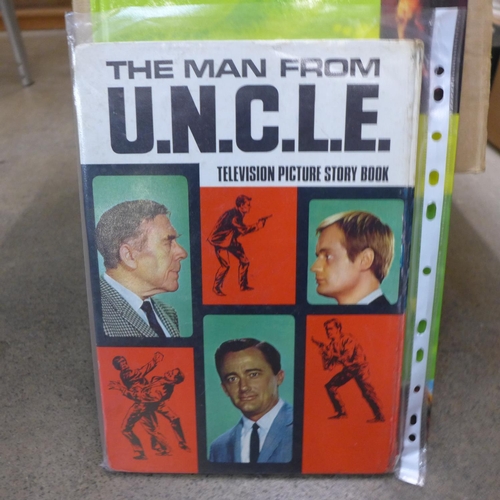 THE MAN FROM
U.N.C.L.E.
TELEVISION PICTURE STORY BOOK